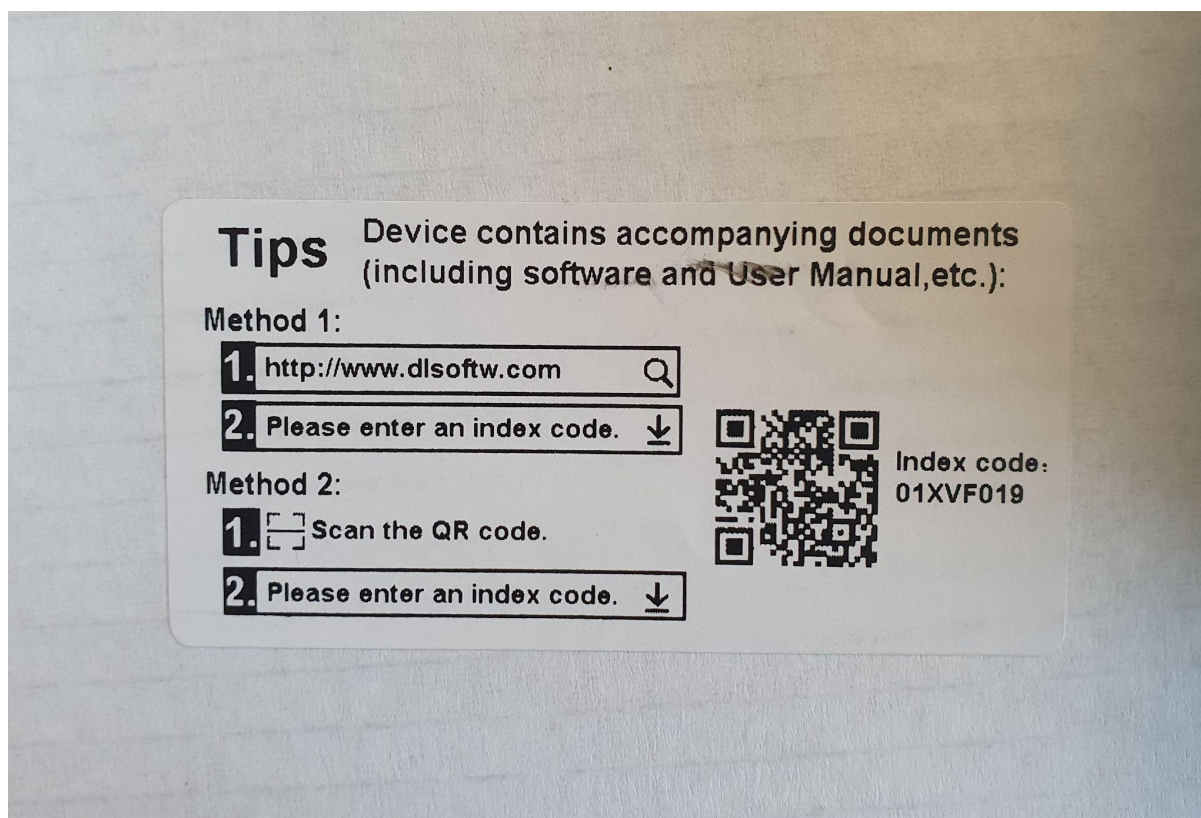 Tips
Device contains accompanying documents
(including software and User Manual,etc.):
Method 1:
1. http://www.dlsoftw.com
2. Please enter an index code.
Method 2:
1. Scan the QR code.
2. Please enter an index code.
Index code:
01XVF019